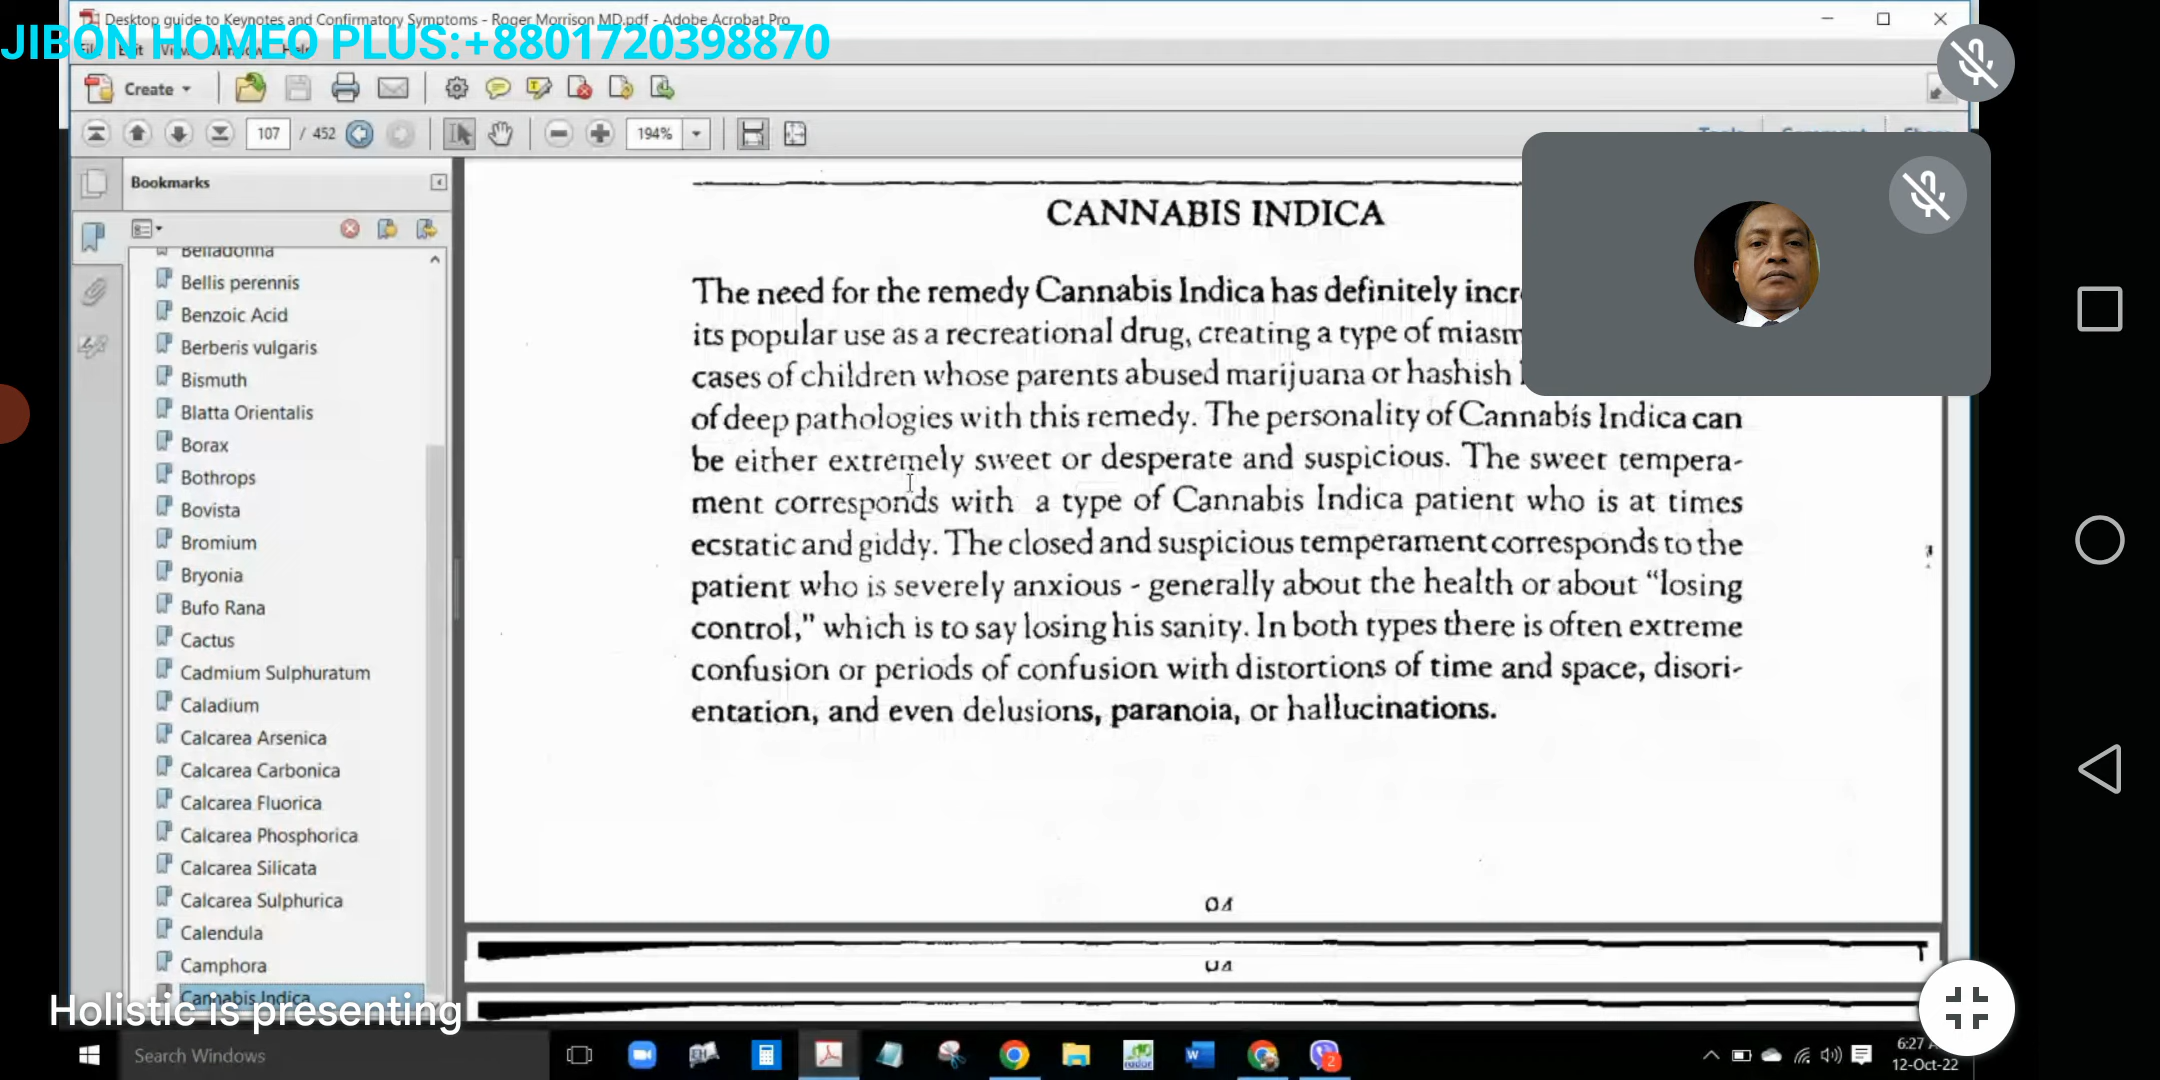 Desktop guide to Keynotes and Confirmatory Symptoms - Roger Morrison MD.pdf - Adobe Acrobat Pro
JIBON HOMEO PLUS:+8801720398870
Create
107 / 452
194%
Bookmarks
Belladonna
Bellis perennis
Benzoic Acid
Berberis vulgaris
Bismuth
Blatta Orientalis
Borax
Bothrops
Bovista
Bromium
Bryonia
Bufo Rana
Cactus
Cadmium Sulphuratum
Caladium
Calcarea Arsenica
Calcarea Carbonica
Calcarea Fluorica
Calcarea Phosphorica
Calcarea Silicata
Calcarea Sulphurica
Calendula
Camphora
Cannabis Indica
CANNABIS INDICA
The need for the remedy Cannabis Indica has definitely
its popular use as a recreational drug, creating a type of
cases of children whose parents abused marijuana or hashish
of deep pathologies with this remedy. The personality of Cannabis Indica can
be either extremely sweet or desperate and suspicious. The sweet tempera-
ment corresponds with a type of Cannabis Indica patient who is at times
ecstatic and giddy. The closed and suspicious temperament corresponds to the
patient who is severely anxious - generally about the health or about "losing
control," which is to say losing his sanity. In both types there is often extreme
confusion or periods of confusion with distortions of time and space, disori-
entation, and even delusions, paranoia, or hallucinations.
Holistic is presenting
Search Windows
6:27
12-Oct-22